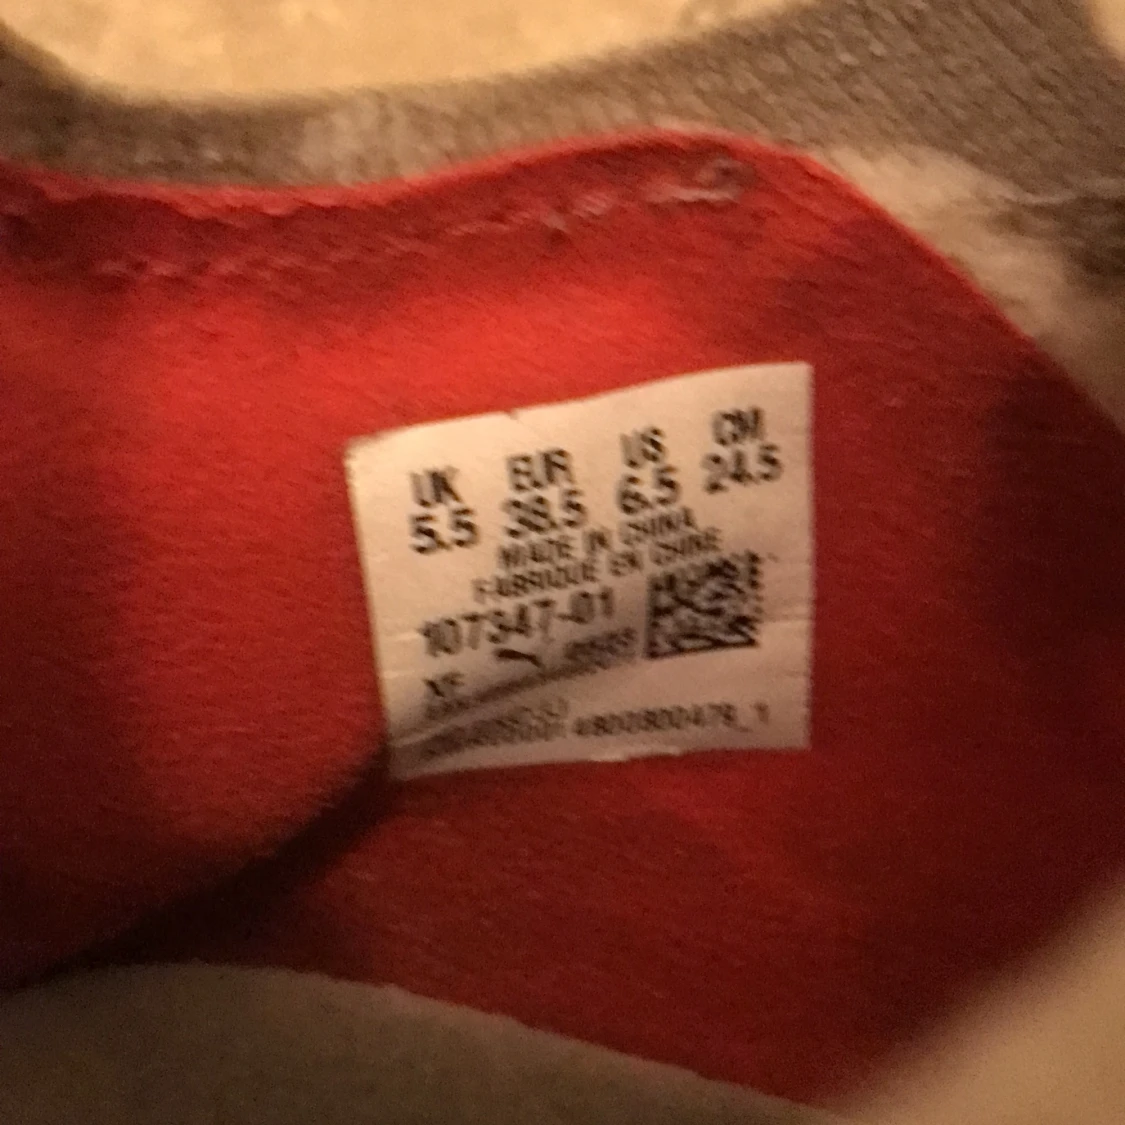 UK EUR US CM
5.5 38.5 6.5 24.5
MADE IN CHINA
FABRIQUE EN CHINE
107347-01